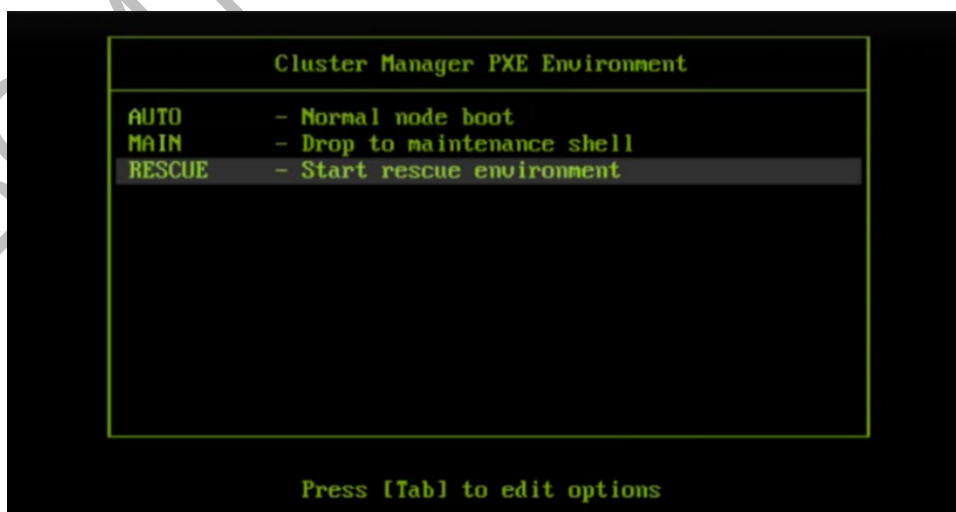 Cluster Manager PXE Environment
AUTO - Normal node boot
MAIN - Drop to maintenance shell
RESCUE - Start rescue environment
Press [Tab] to edit options